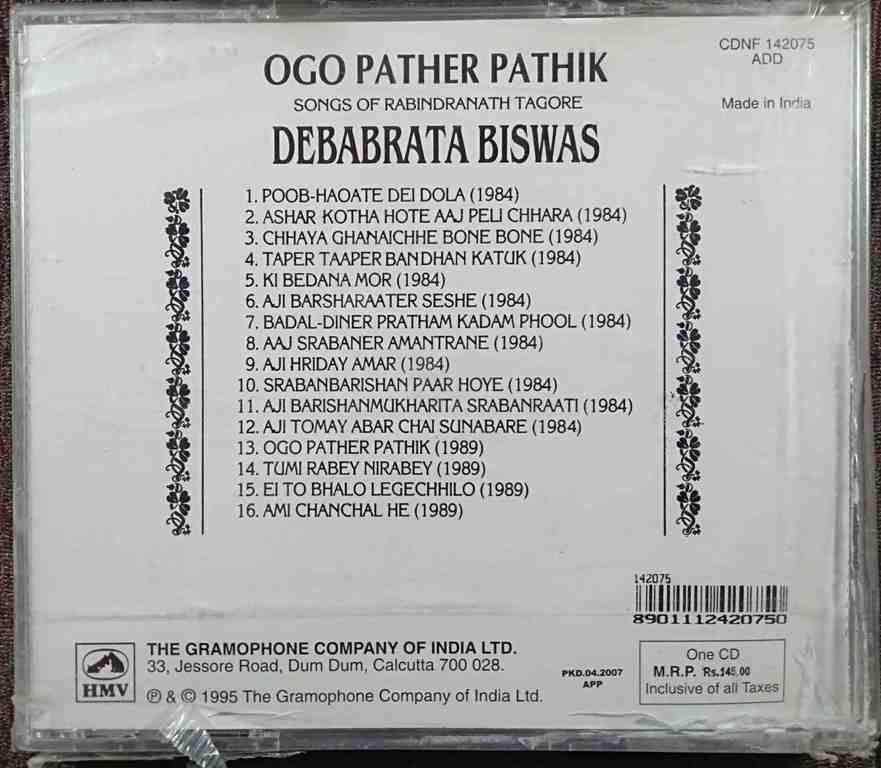 CDNF 142075
ADD
Made in India
OGO PATHER PATHIK
SONGS OF RABINDRANATH TAGORE
DEBABRATA BISWAS
1. POOB-HAOATE DEI DOLA (1984)
2. ASHAR KOTHA HOTE AAJ PELI CHHARA (1984)
3. CHHAYA GHANAICHHE BONE BONE (1984)
4. TAPER TAAPER BANDHAN KATUK (1984)
5. KI BEDANA MOR (1984)
6. AJI BARSHARAATER SESHE (1984)
7. BADAL-DINER PRATHAM KADAM PHOOL (1984)
8. AAJ SRABANER AMANTRANE (1984)
9. AJI HRIDAY AMAR (1984)
10. SRABANBARISHAN PAAR HOYE (1984)
11. AJI BARISHANMUKHARITA SRABANRAATI (1984)
12. AJI TOMAY ABAR CHAI SUNABARE (1984)
13. OGO PATHER PATHIK (1989)
14. TUMI RABEY NIRABEY (1989)
15. EI TO BHALO LEGECHHILO (1989)
16. AMI CHANCHAL HE (1989)
142075
8901112420750
HMV
THE GRAMOPHONE COMPANY OF INDIA LTD.
33, Jessore Road, Dum Dum, Calcutta 700 028.
℗ & © 1995 The Gramophone Company of India Ltd.
PKD.04.2007
APP
One CD
M.R.P. Rs.145.00
Inclusive of all Taxes